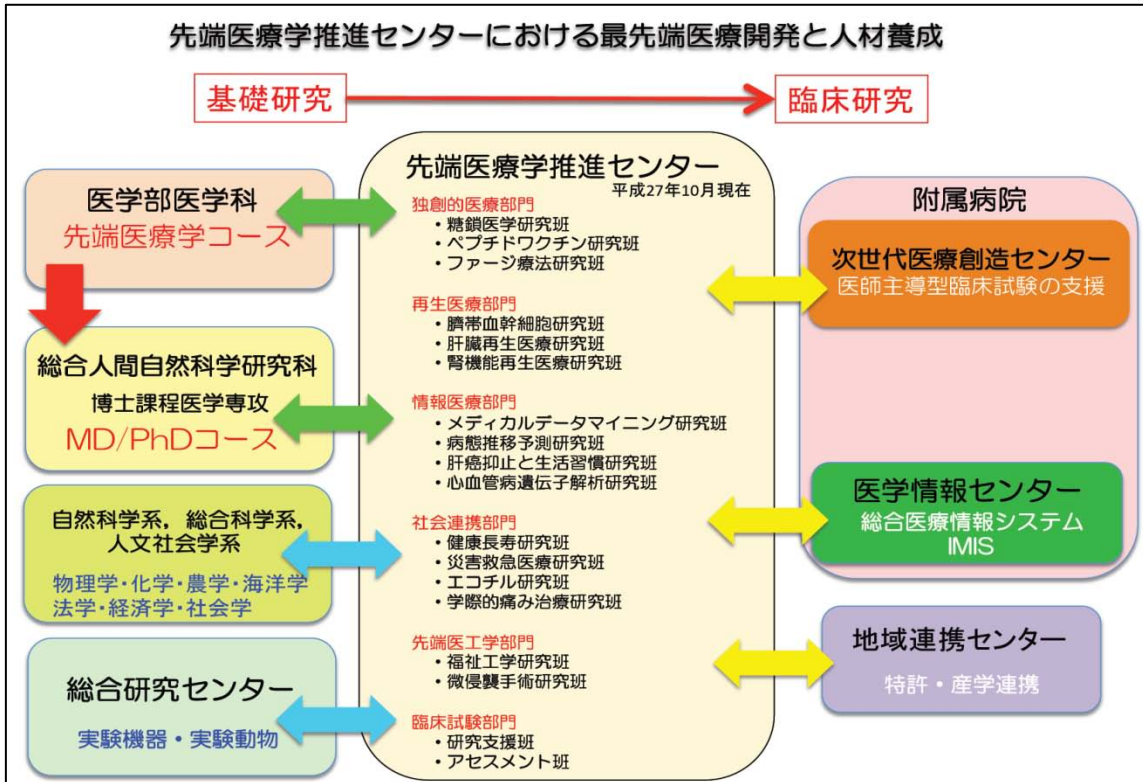 先端医療学推進センターにおける最先端医療開発と人材養成
基礎研究
臨床研究
医学部医学科
先端医療学コース
総合人間自然科学研究科
博士課程医学専攻
MD/PhDコース
自然科学系，総合科学系，
人文社会学系
物理学・化学・農学・海洋学
法学・経済学・社会学
総合研究センター
実験機器・実験動物
先端医療学推進センター
平成27年10月現在
独創的医療部門
・糖鎖医学研究班
・ペプチドワクチン研究班
・ファージ療法研究班
再生医療部門
・臍帯血幹細胞研究班
・肝臓再生医療研究班
・腎機能再生医療研究班
情報医療部門
・メディカルデータマイニング研究班
・病態推移予測研究班
・肝癌抑止と生活習慣研究班
・心血管病遺伝子解析研究班
社会連携部門
・健康長寿研究班
・災害救急医療研究班
・エコチル研究班
・学際的痛み治療研究班
先端医工学部門
・福祉工学研究班
・微侵襲手術研究班
臨床試験部門
・研究支援班
・アセスメント班
附属病院
次世代医療創造センター
医師主導型臨床試験の支援
医学情報センター
総合医療情報システム
IMIS
地域連携センター
特許・産学連携